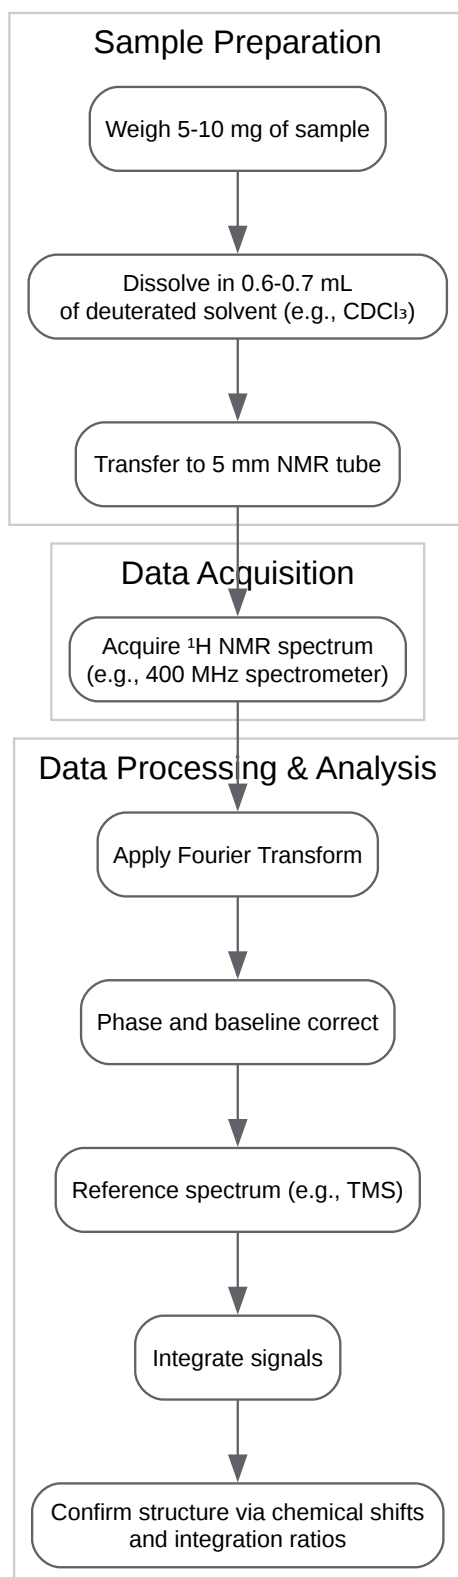 Sample Preparation
Weigh 5-10 mg of sample
Dissolve in 0.6-0.7 mL
of deuterated solvent (e.g., CDCl₃)
Transfer to 5 mm NMR tube
Data Acquisition
Acquire ¹H NMR spectrum
(e.g., 400 MHz spectrometer)
Data Processing & Analysis
Apply Fourier Transform
Phase and baseline correct
Reference spectrum (e.g., TMS)
Integrate signals
Confirm structure via chemical shifts
and integration ratios